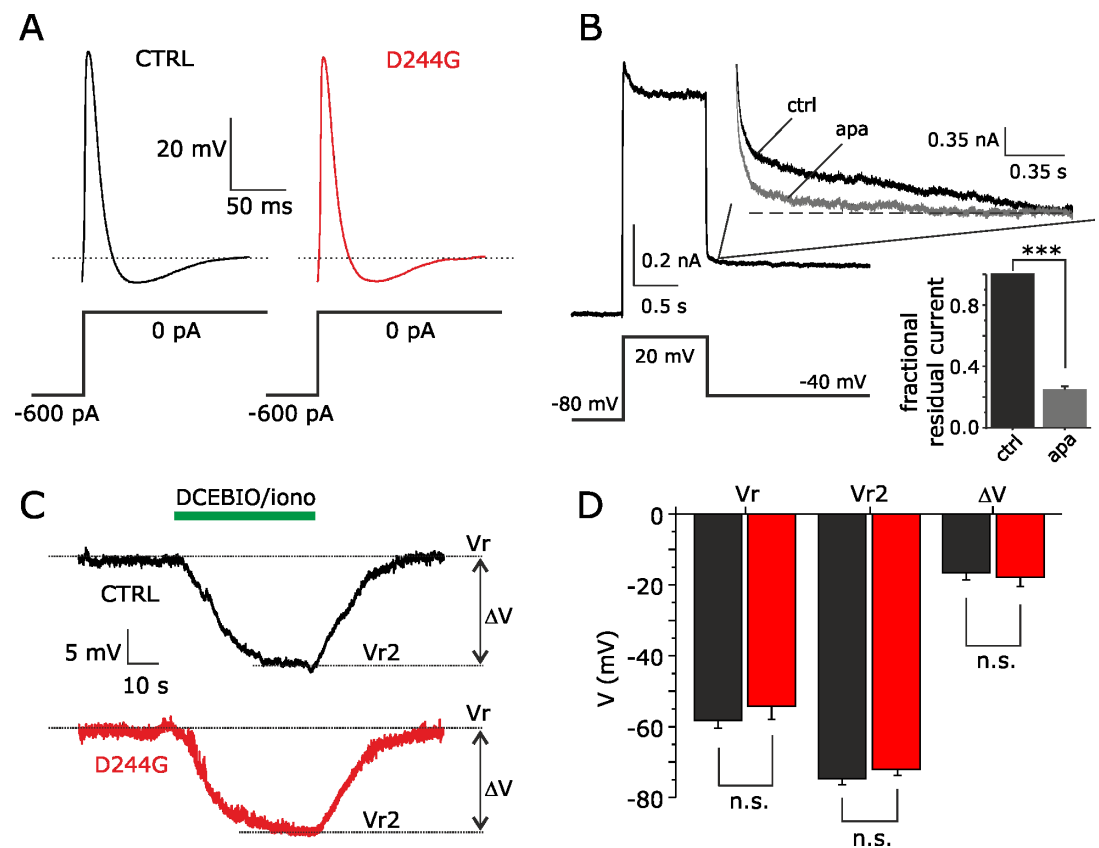 A
CTRL
D244G
20 mV
50 ms
0 pA
0 pA
-600 pA
-600 pA
B
ctrl
apa
0.35 nA
0.35 s
0.2 nA
0.5 s
20 mV
-40 mV
-80 mV
***
fractional
residual current
0.8
0.4
0.0
ctrl
apa
C
DCEBIO/iono
Vr
CTRL
ΔV
5 mV
10 s
Vr2
Vr
D244G
ΔV
Vr2
D
Vr
Vr2
ΔV
V (mV)
0
-20
-40
-60
-80
n.s.
n.s.
n.s.